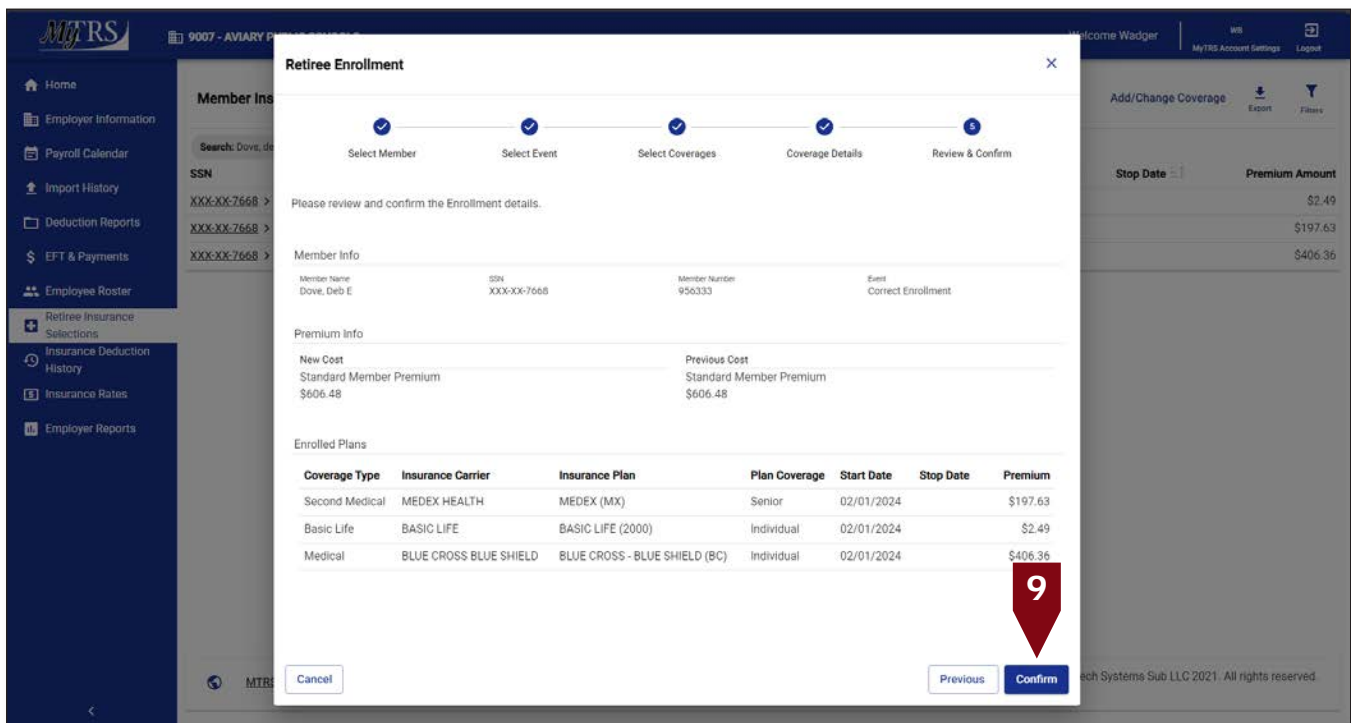 MyTRS
9007 - AVIARY
Welcome Wadger
WB
MyTRS Account Settings
Logout
Home
Employer Information
Payroll Calendar
Import History
Deduction Reports
EFT & Payments
Employee Roster
Retiree Insurance
Selections
Insurance Deduction
History
Insurance Rates
Employer Reports
Member Ins
Add/Change Coverage
Export
Filters
Search: Dove, de
SSN
Stop Date
Premium Amount
XXX-XX-7668 >
$2.49
XXX-XX-7668 >
$197.63
XXX-XX-7668 >
$406.36
Retiree Enrollment
Select Member
Select Event
Select Coverages
Coverage Details
5
Review & Confirm
Please review and confirm the Enrollment details.
Member Info
Member Name
SSN
Member Number
Event
Dove, Deb E
XXX-XX-7668
956333
Correct Enrollment
Premium Info
New Cost
Previous Cost
Standard Member Premium
Standard Member Premium
$606.48
$606.48
Enrolled Plans
Coverage Type Insurance Carrier Insurance Plan Plan Coverage Start Date Stop Date Premium
Second Medical MEDEX HEALTH MEDEX (MX) Senior 02/01/2024 $197.63
Basic Life BASIC LIFE BASIC LIFE (2000) Individual 02/01/2024 $2.49
Medical BLUE CROSS BLUE SHIELD BLUE CROSS - BLUE SHIELD (BC) Individual 02/01/2024 $406.36
9
Cancel
Previous
Confirm
MTRS
ech Systems Sub LLC 2021. All rights reserved.